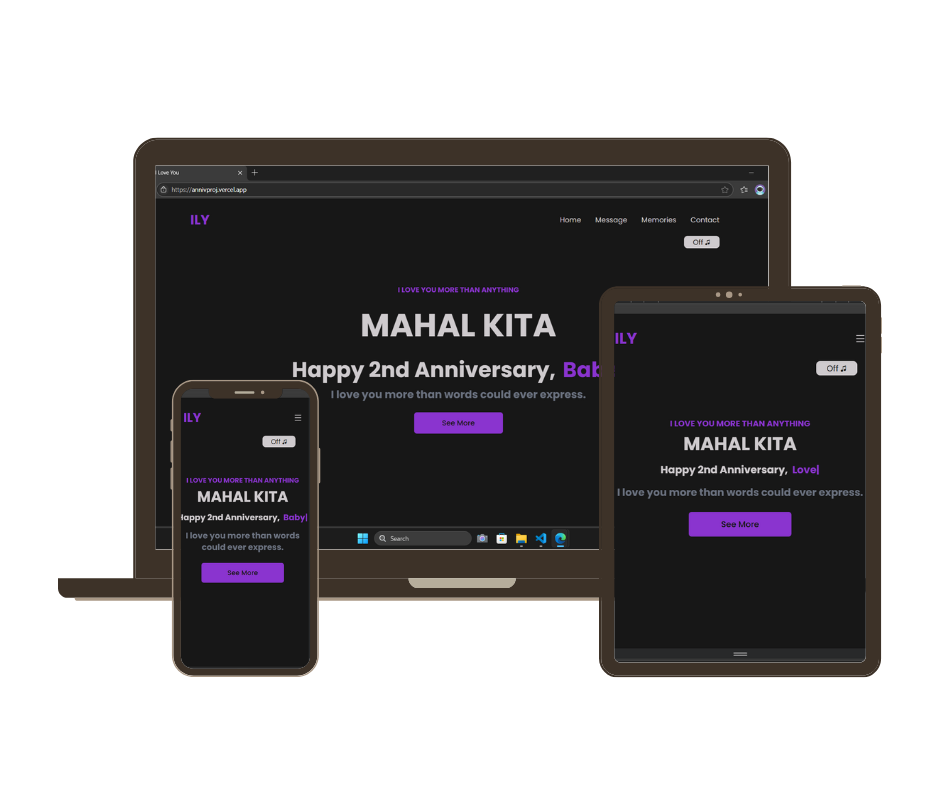 I Love You
https://annivproj.vercel.app
ILY
Home Message Memories Contact
Off
I LOVE YOU MORE THAN ANYTHING
MAHAL KITA
Happy 2nd Anniversary, Bab
I love you more than words could ever express.
See More
Search
ILY
Off
I LOVE YOU MORE THAN ANYTHING
MAHAL KITA
Happy 2nd Anniversary, Baby|
I love you more than words
could ever express.
See More
ILY
Off
I LOVE YOU MORE THAN ANYTHING
MAHAL KITA
Happy 2nd Anniversary, Love|
I love you more than words could ever express.
See More